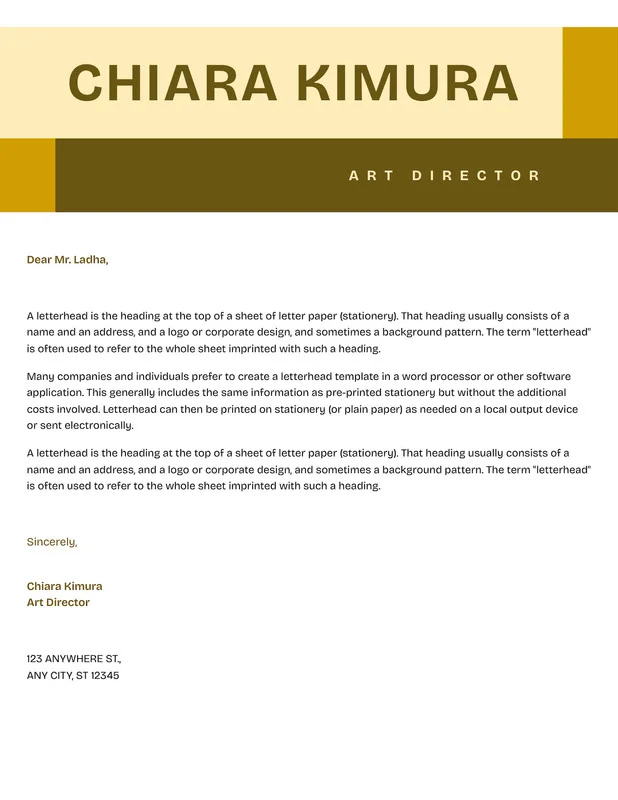 CHIARA KIMURA
ART DIRECTOR
Dear Mr. Ladha,
A letterhead is the heading at the top of a sheet of letter paper (stationery). That heading usually consists of a
name and an address, and a logo or corporate design, and sometimes a background pattern. The term "letterhead"
is often used to refer to the whole sheet imprinted with such a heading.
Many companies and individuals prefer to create a letterhead template in a word processor or other software
application. This generally includes the same information as pre-printed stationery but without the additional
costs involved. Letterhead can then be printed on stationery (or plain paper) as needed on a local output device
or sent electronically.
A letterhead is the heading at the top of a sheet of letter paper (stationery). That heading usually consists of a
name and an address, and a logo or corporate design, and sometimes a background pattern. The term "letterhead"
is often used to refer to the whole sheet imprinted with such a heading.
Sincerely,
Chiara Kimura
Art Director
123 ANYWHERE ST.,
ANY CITY, ST 12345